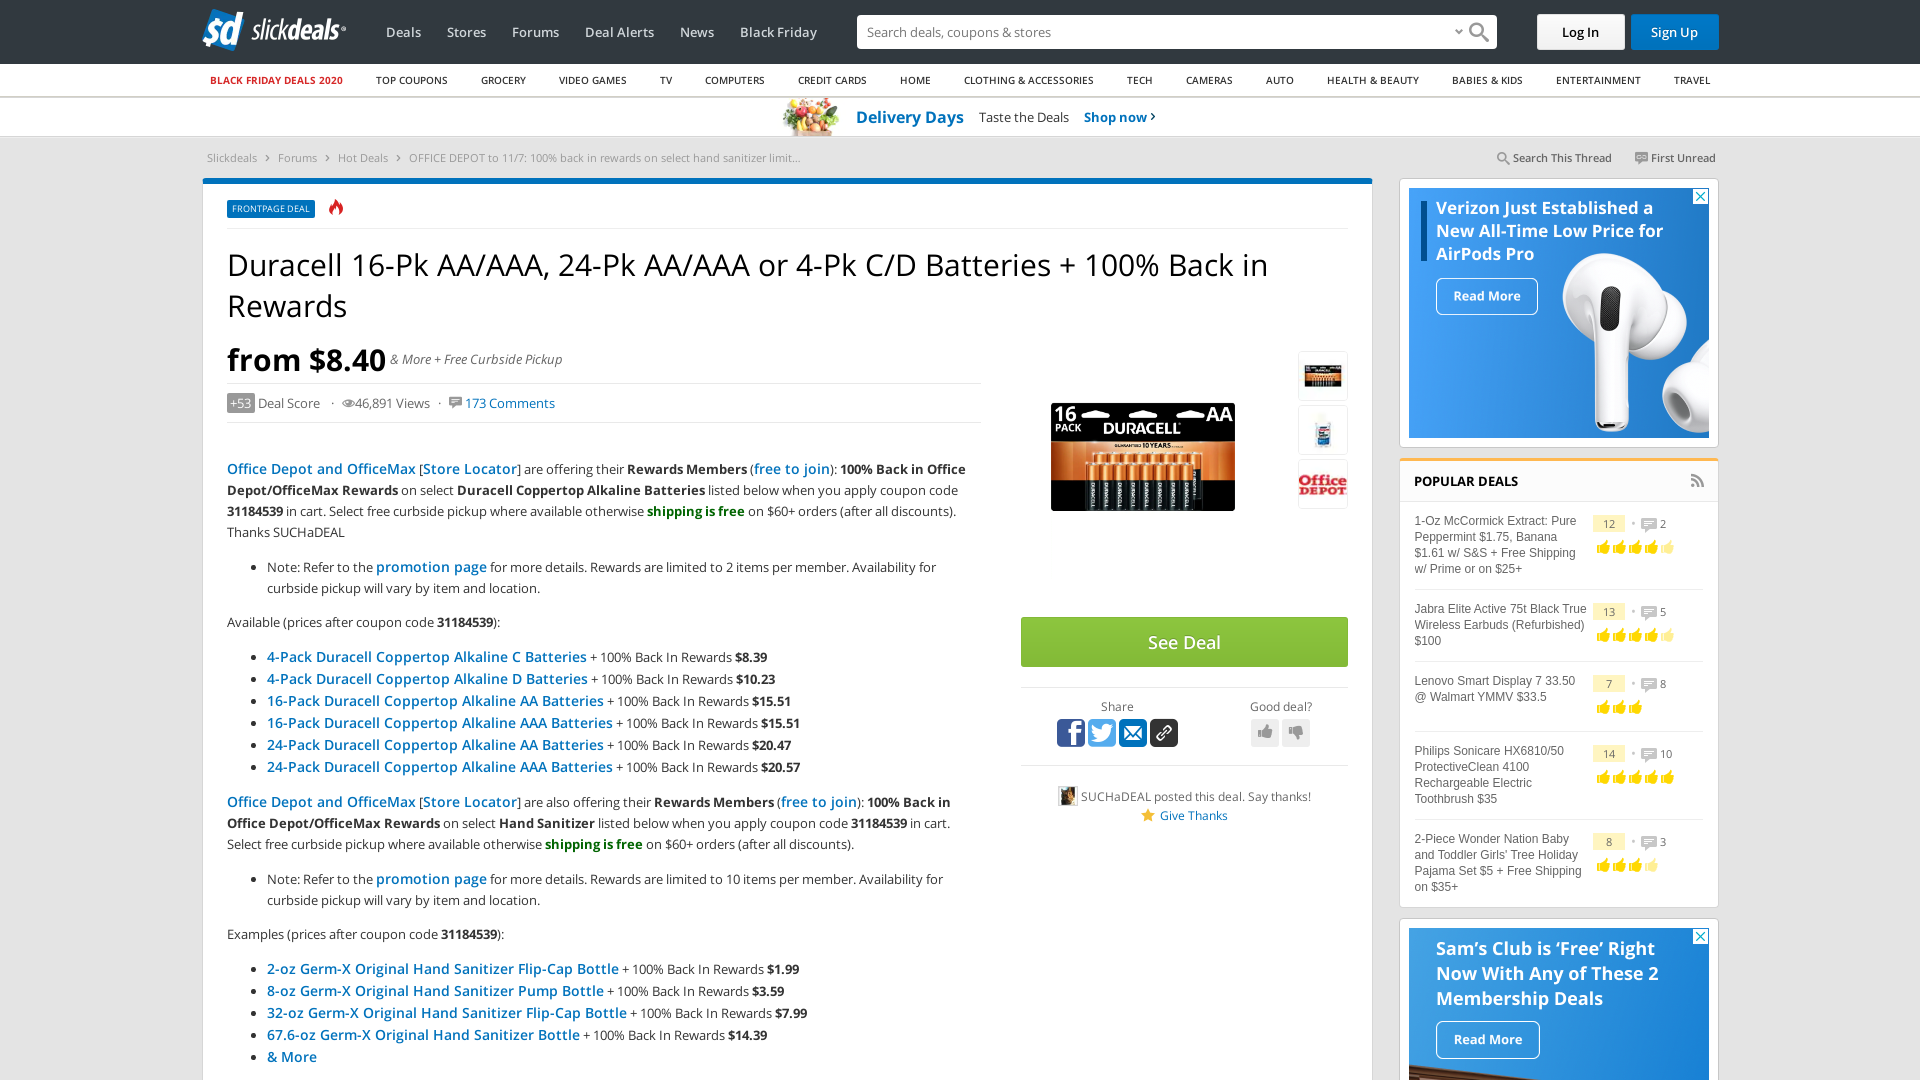 slickdeals
Deals Stores Forums Deal Alerts News Black Friday
Search deals, coupons & shopping
Log In
Sign Up
BLACK FRIDAY DEALS 2020 TOP COUPONS GROCERY VIDEO GAMES TV COMPUTERS CREDIT CARDS HOME CLOTHING & ACCESSORIES TECH CAMERAS AUTO HEALTH & BEAUTY BABIES & KIDS ENTERTAINMENT TRAVEL
Delivery Days Taste the Deals Shop now ›
Slickdeals › Forums › Hot Deals › OFFICE DEPOT to 11/7: 100% back in rewards on select hand sanitizer limit...
Search This Thread First Unread
FRONTPAGE DEAL
Duracell 16-Pk AA/AAA, 24-Pk AA/AAA or 4-Pk C/D Batteries + 100% Back in
Rewards
from $8.40 & More + Free Curbside Pickup
+53 Deal Score · 46,891 Views · 173 Comments
Office Depot and OfficeMax [Store Locator] are offering their Rewards Members (free to join): 100% Back in Office
Depot/OfficeMax Rewards on select Duracell Coppertop Alkaline Batteries listed below when you apply coupon code
31184539 in cart. Select free curbside pickup where available otherwise shipping is free on $60+ orders (after all discounts).
Thanks SUCHaDEAL
• Note: Refer to the promotion page for more details. Rewards are limited to 2 items per member. Availability for
curbside pickup will vary by item and location.
Available (prices after coupon code 31184539):
• 4-Pack Duracell Coppertop Alkaline C Batteries + 100% Back In Rewards $8.39
• 4-Pack Duracell Coppertop Alkaline D Batteries + 100% Back In Rewards $10.23
• 16-Pack Duracell Coppertop Alkaline AA Batteries + 100% Back In Rewards $15.51
• 16-Pack Duracell Coppertop Alkaline AAA Batteries + 100% Back In Rewards $15.51
• 24-Pack Duracell Coppertop Alkaline AA Batteries + 100% Back In Rewards $20.47
• 24-Pack Duracell Coppertop Alkaline AAA Batteries + 100% Back In Rewards $20.57
Office Depot and OfficeMax [Store Locator] are also offering their Rewards Members (free to join): 100% Back in
Office Depot/OfficeMax Rewards on select Hand Sanitizer listed below when you apply coupon code 31184539 in cart.
Select free curbside pickup where available otherwise shipping is free on $60+ orders (after all discounts).
• Note: Refer to the promotion page for more details. Rewards are limited to 10 items per member. Availability for
curbside pickup will vary by item and location.
Examples (prices after coupon code 31184539):
• 2-oz Germ-X Original Hand Sanitizer Flip-Cap Bottle + 100% Back In Rewards $1.99
• 8-oz Germ-X Original Hand Sanitizer Pump Bottle + 100% Back In Rewards $3.59
• 32-oz Germ-X Original Hand Sanitizer Flip-Cap Bottle + 100% Back In Rewards $7.99
• 67.6-oz Germ-X Original Hand Sanitizer Bottle + 100% Back In Rewards $14.39
• & More
16 PACK
DURACELL
AA
GUARANTEED 10 YEARS
Office DEPOT
See Deal
Share
Good deal?
SUCHaDEAL posted this deal. Say thanks!
Give Thanks
Verizon Just Established a
New All-Time Low Price for
AirPods Pro
Read More
POPULAR DEALS
1-Oz McCormick Extract: Pure
Peppermint $1.75, Banana
$1.61 w/ S&S + Free Shipping
w/ Prime or on $25+
12 • 2
Jabra Elite Active 75t Black True
Wireless Earbuds (Refurbished)
$100
13 • 5
Lenovo Smart Display 7 33.50
@ Walmart YMMV $33.5
7 • 8
Philips Sonicare HX6810/50
ProtectiveClean 4100
Rechargeable Electric
Toothbrush $35
14 • 10
2-Piece Wonder Nation Baby
and Toddler Girls' Tree Holiday
Pajama Set $5 + Free Shipping
on $35+
8 • 3
Sam's Club is 'Free' Right
Now With Any of These 2
Membership Deals
Read More